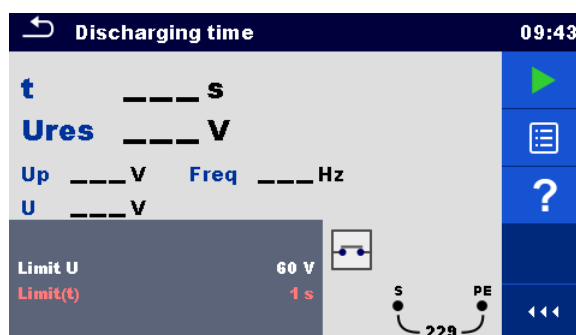 Discharging time 09:43
t ___ s
Ures ___ V
Up ___ V Freq ___ Hz
U ___ V
?
Limit U 60 V
Limit(t) 1 s
S PE
229